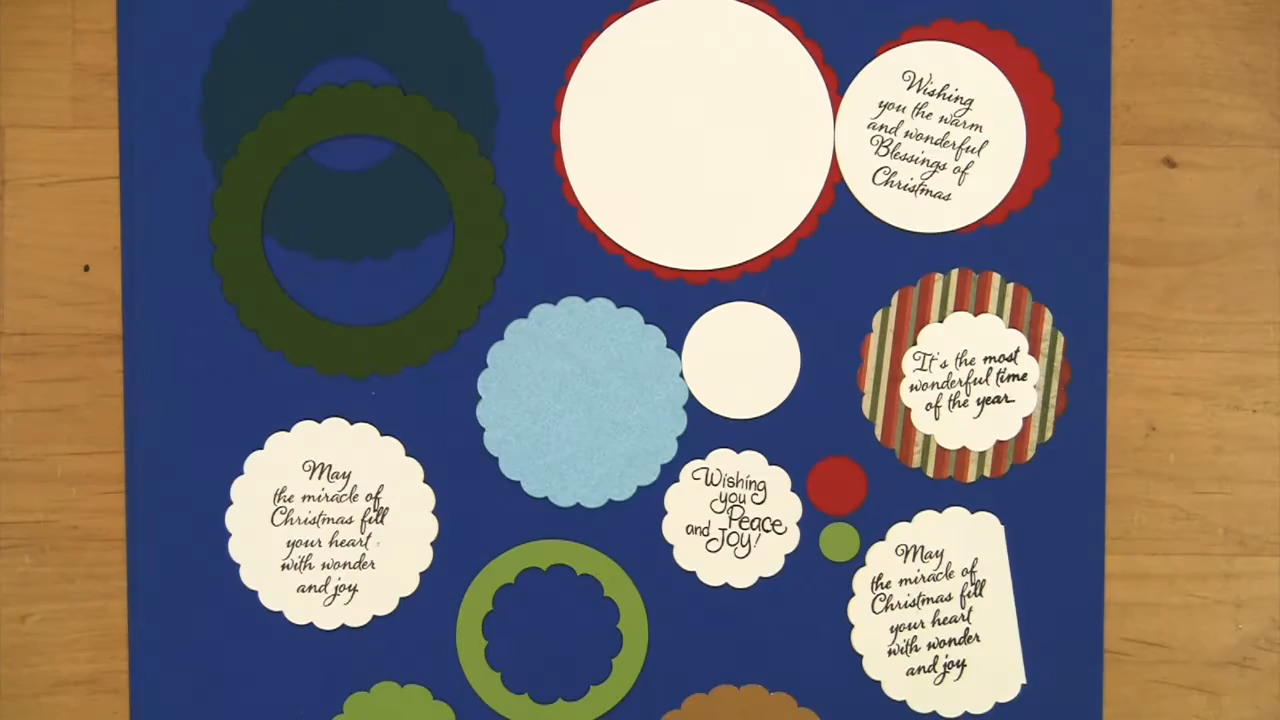 Wishing
you the warm
and wonderful
Blessings of
Christmas
It's the most
wonderful time
of the year...
May
the miracle of
Christmas fill
your heart
with wonder
and joy
Wishing
you
Peace
and Joy!
May
the miracle of
Christmas fill
your heart
with wonder
and joy